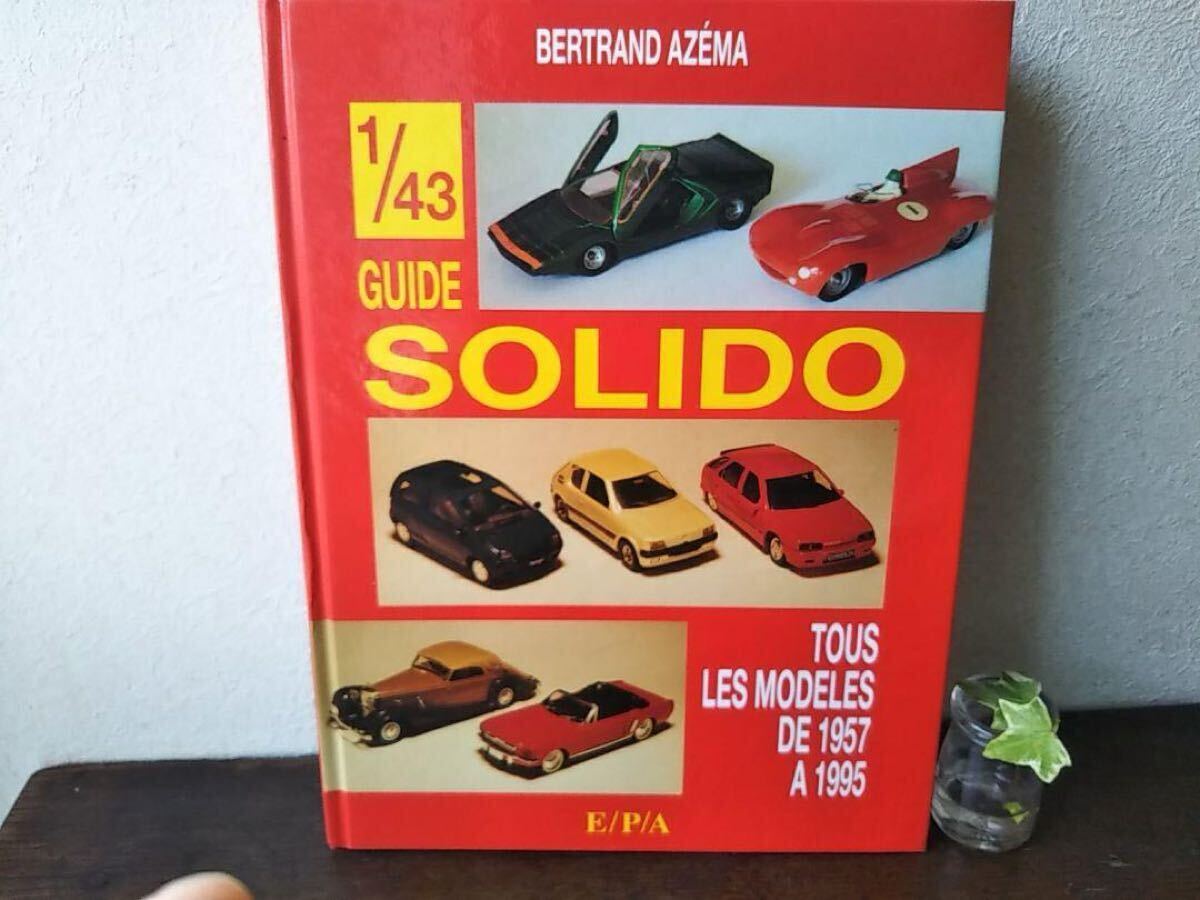 BERTRAND AZÉMA
1/43
GUIDE
SOLIDO
TOUS
LES MODELES
DE 1957
A 1995
E/P/A